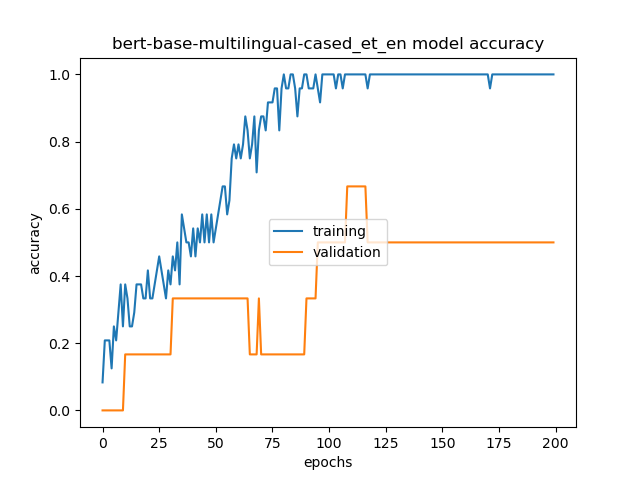 bert-base-multilingual-cased_et_en model accuracy
1.0
0.8
0.6
0.4
0.2
0.0
accuracy
training
validation
0 25 50 75 100 125 150 175 200
epochs